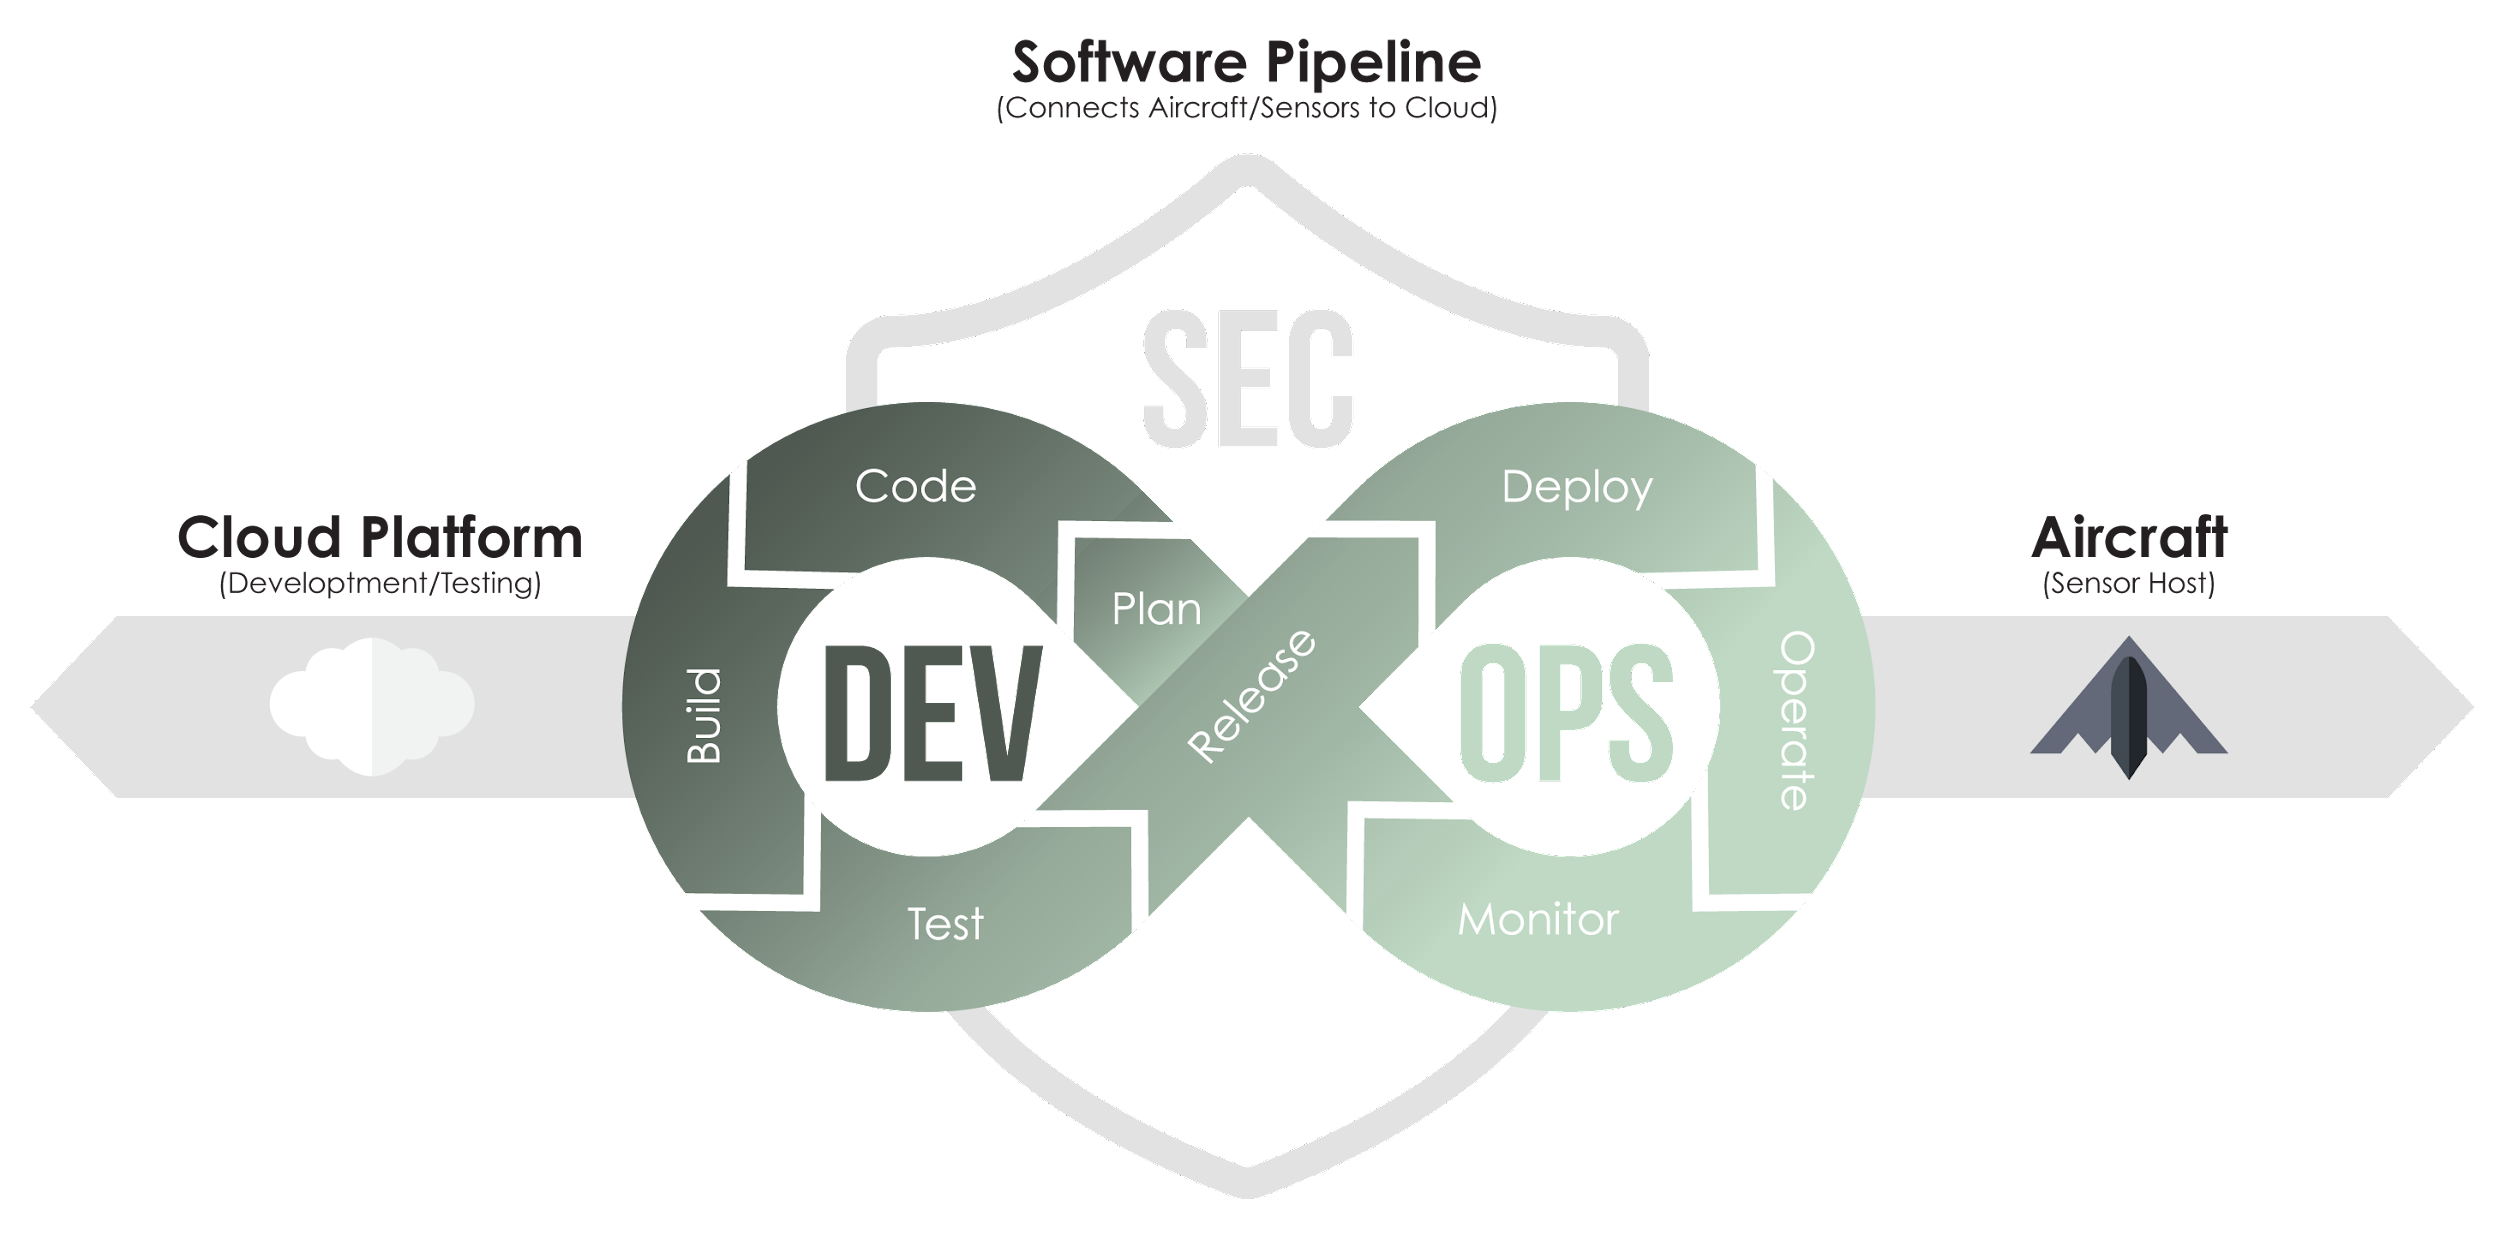 Software Pipeline
(Connects Aircraft/Sensors to Cloud)
SEC
Code
Deploy
Cloud Platform
(Development/Testing)
Aircraft
(Sensor Host)
Plan
Build
DEV
Release
OPS
Operate
Test
Monitor